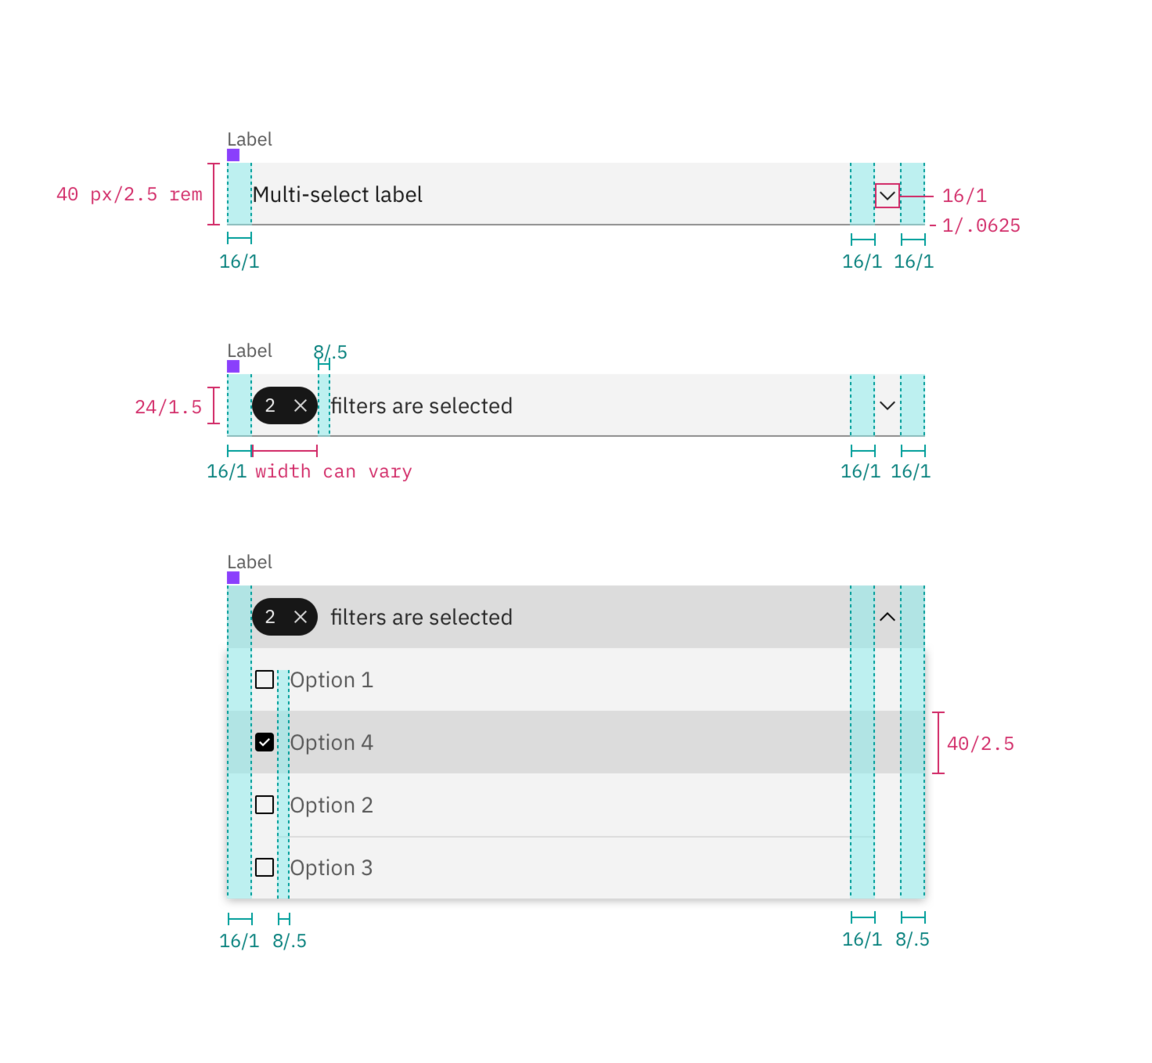 Label
40 px/2.5 rem
Multi-select label
16/1
1/.0625
16/1
16/1
16/1
Label
8/.5
24/1.5
2
filters are selected
16/1
width can vary
16/1
16/1
Label
2
filters are selected
Option 1
Option 4
40/2.5
Option 2
Option 3
16/1
8/.5
16/1
8/.5